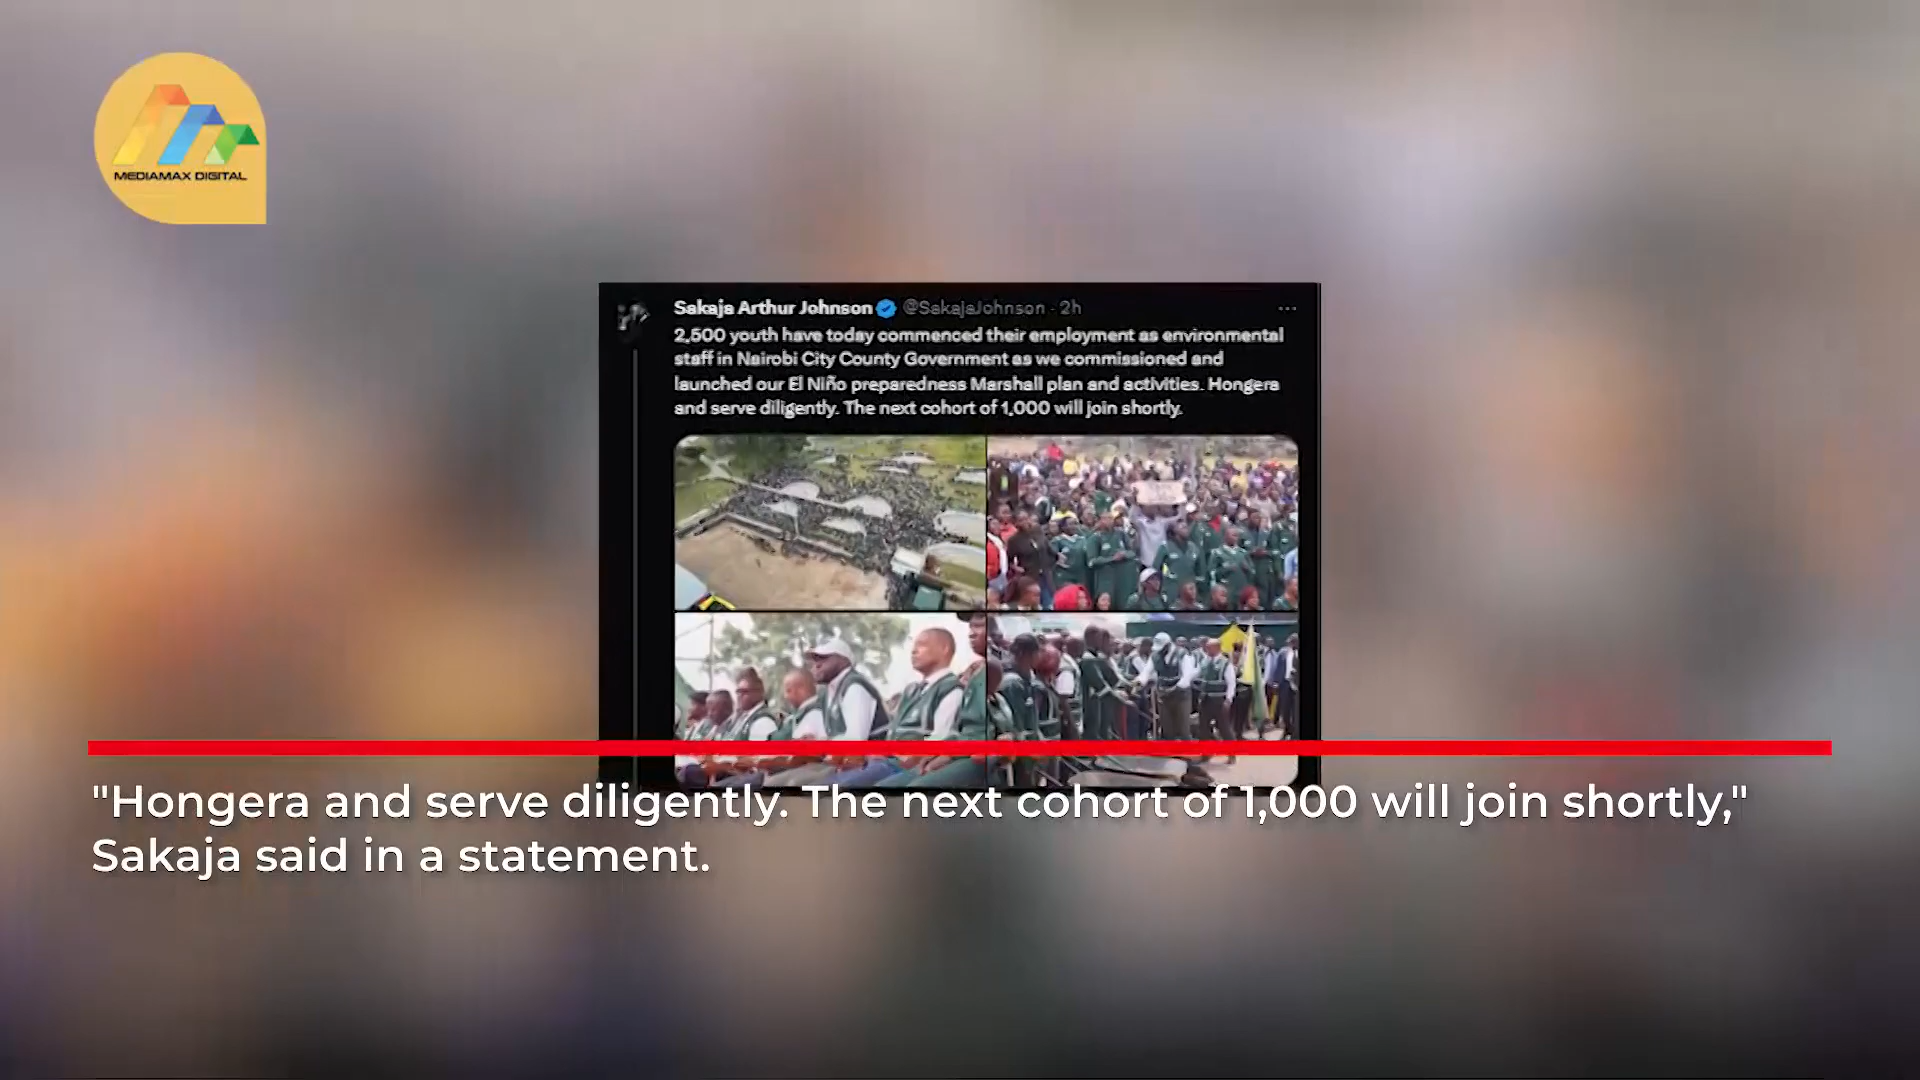 MEDIAMAX DIGITAL
Sakaja Arthur Johnson @SakajaJohnson · 2h
2,500 youth have today commenced their employment as environmental
staff in Nairobi City County Government as we commissioned and
launched our El Niño preparedness Marshall plan and activities. Hongera
and serve diligently. The next cohort of 1,000 will join shortly.
"Hongera and serve diligently. The next cohort of 1,000 will join shortly,"
Sakaja said in a statement.